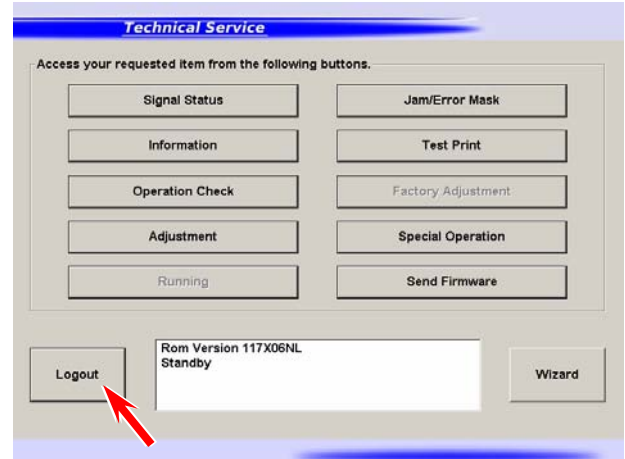 Technical Service
Access your requested item from the following buttons.
Signal Status
Jam/Error Mask
Information
Test Print
Operation Check
Factory Adjustment
Adjustment
Special Operation
Running
Send Firmware
Logout
Rom Version 117X06NL
Standby
Wizard